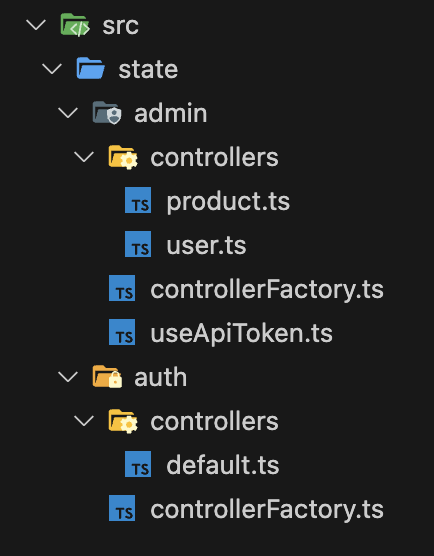 src
state
admin
controllers
TS product.ts
TS user.ts
TS controllerFactory.ts
TS useApiToken.ts
auth
controllers
TS default.ts
TS controllerFactory.ts